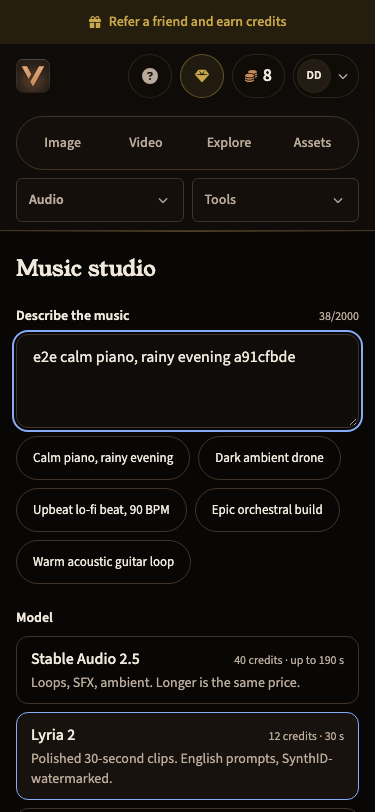 Refer a friend and earn credits
? 8 DD
Image Video Explore Assets
Audio Tools
Music studio
Describe the music 38/2000
e2e calm piano, rainy evening a91cfbde
Calm piano, rainy evening Dark ambient drone
Upbeat lo-fi beat, 90 BPM Epic orchestral build
Warm acoustic guitar loop
Model
Stable Audio 2.5 40 credits · up to 190 s
Loops, SFX, ambient. Longer is the same price.
Lyria 2 12 credits · 30 s
Polished 30-second clips. English prompts, SynthID-
watermarked.